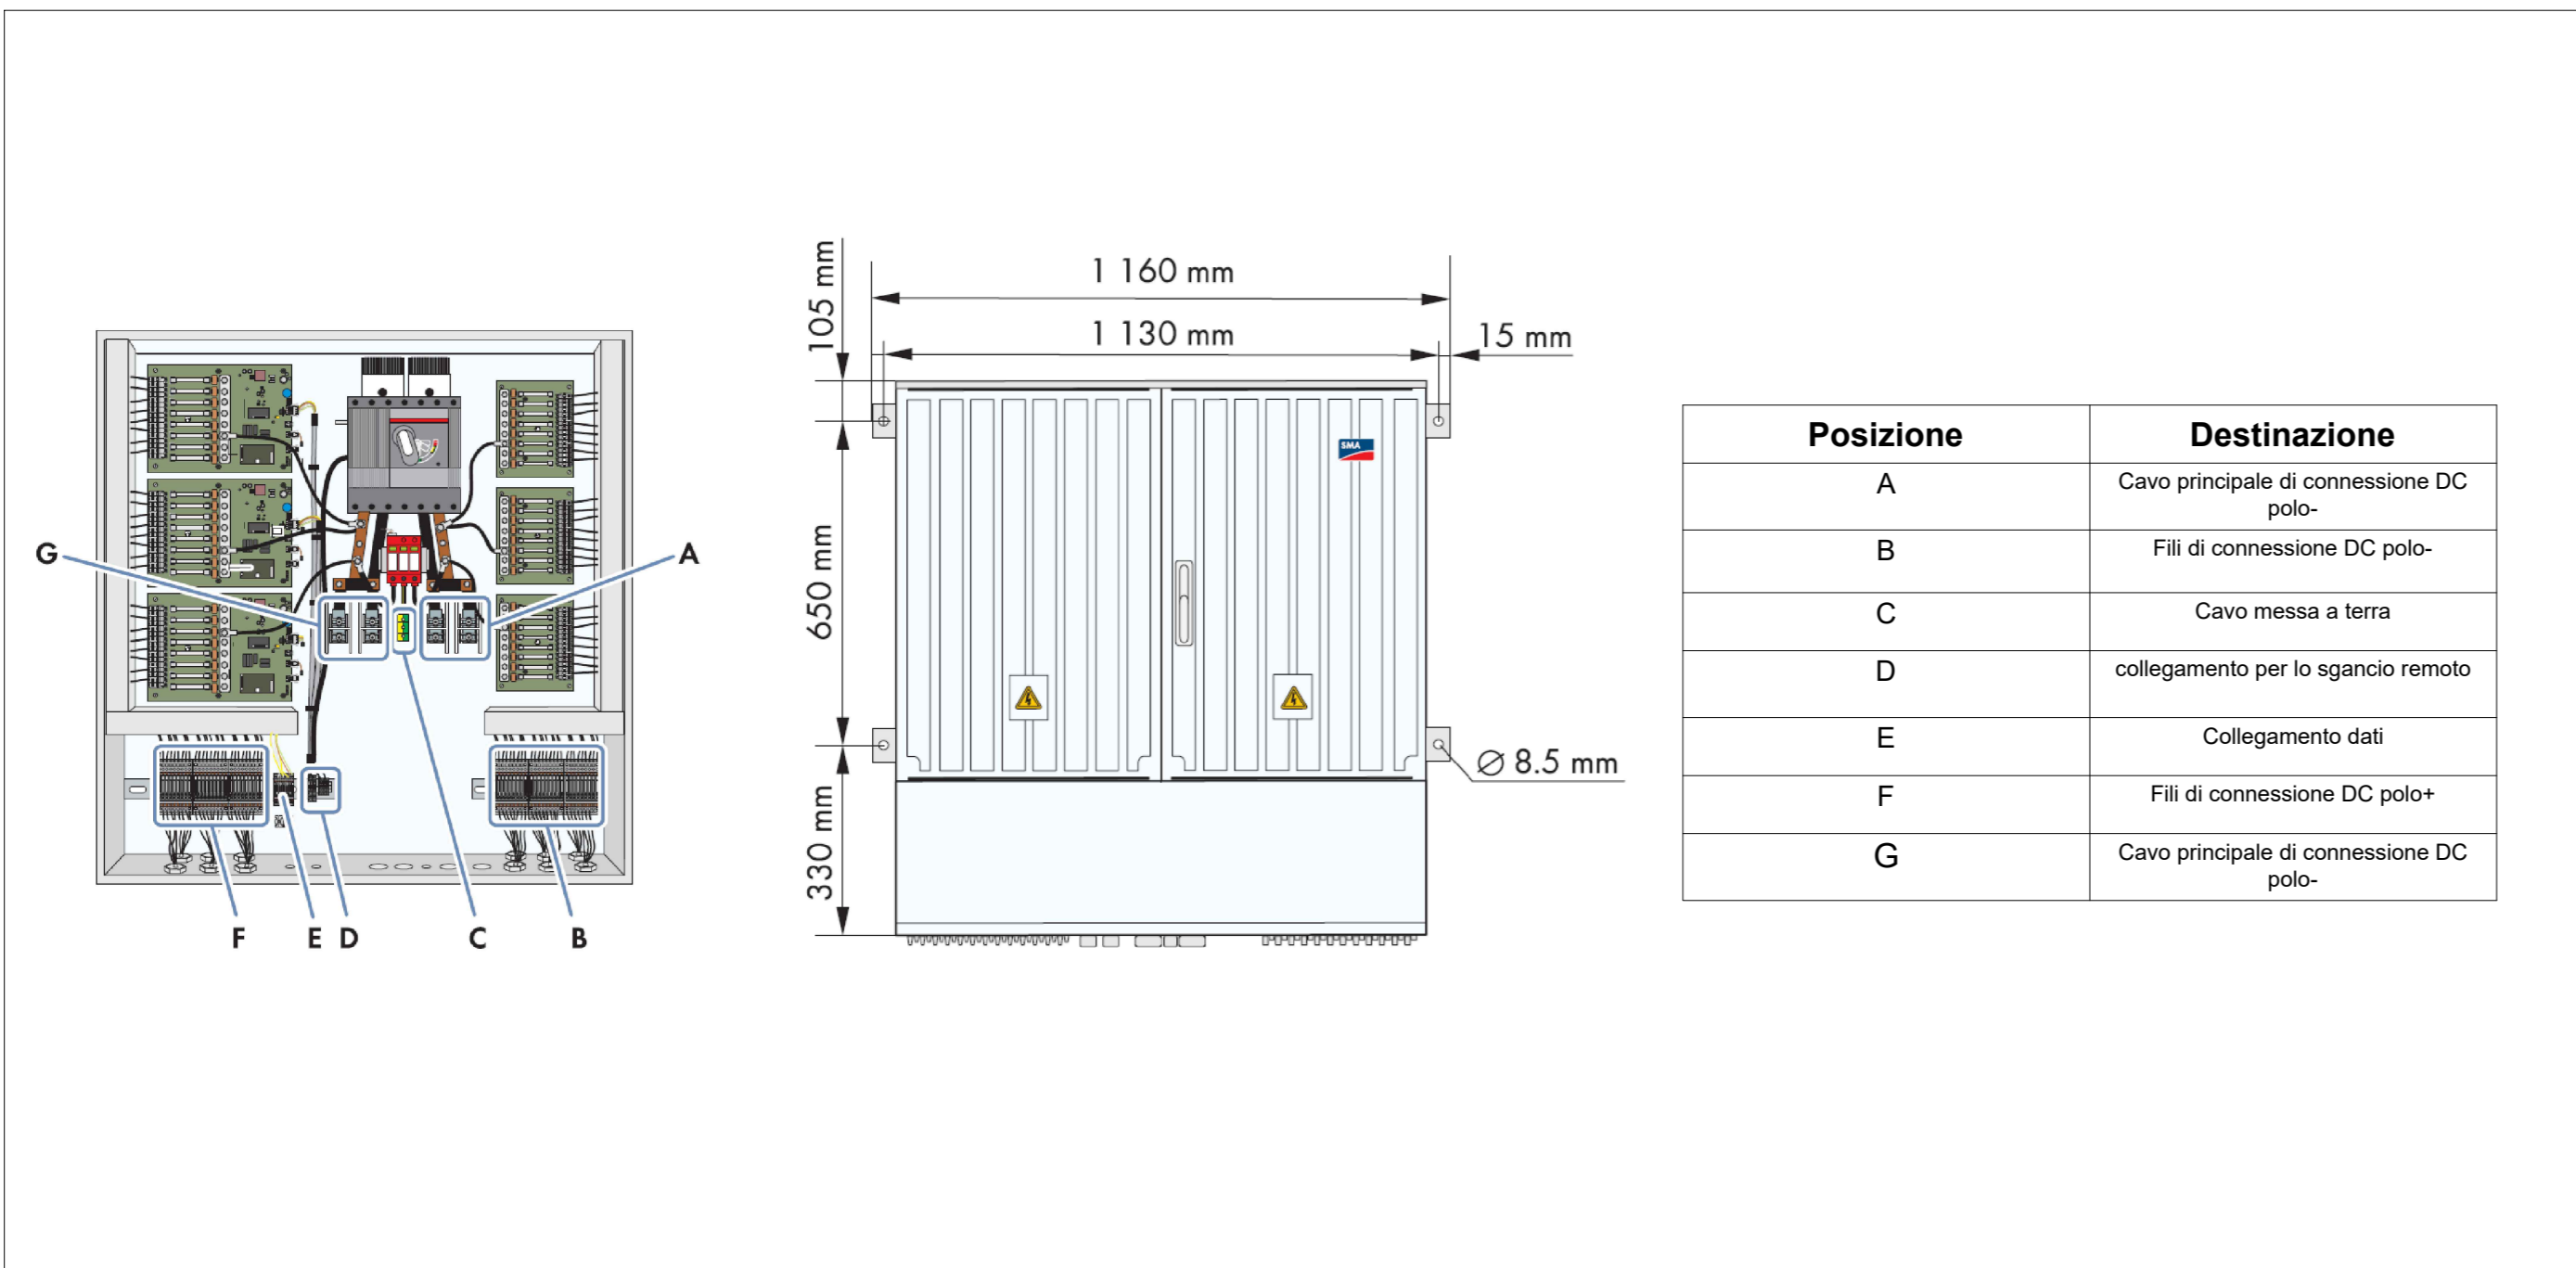 G
A
F
E
D
C
B
105 mm
1 160 mm
1 130 mm
15 mm
650 mm
330 mm
Ø 8.5 mm
SMA
Posizione Destinazione
A Cavo principale di connessione DC
polo-
B Fili di connessione DC polo-
C Cavo messa a terra
D collegamento per lo sgancio remoto
E Collegamento dati
F Fili di connessione DC polo+
G Cavo principale di connessione DC
polo-